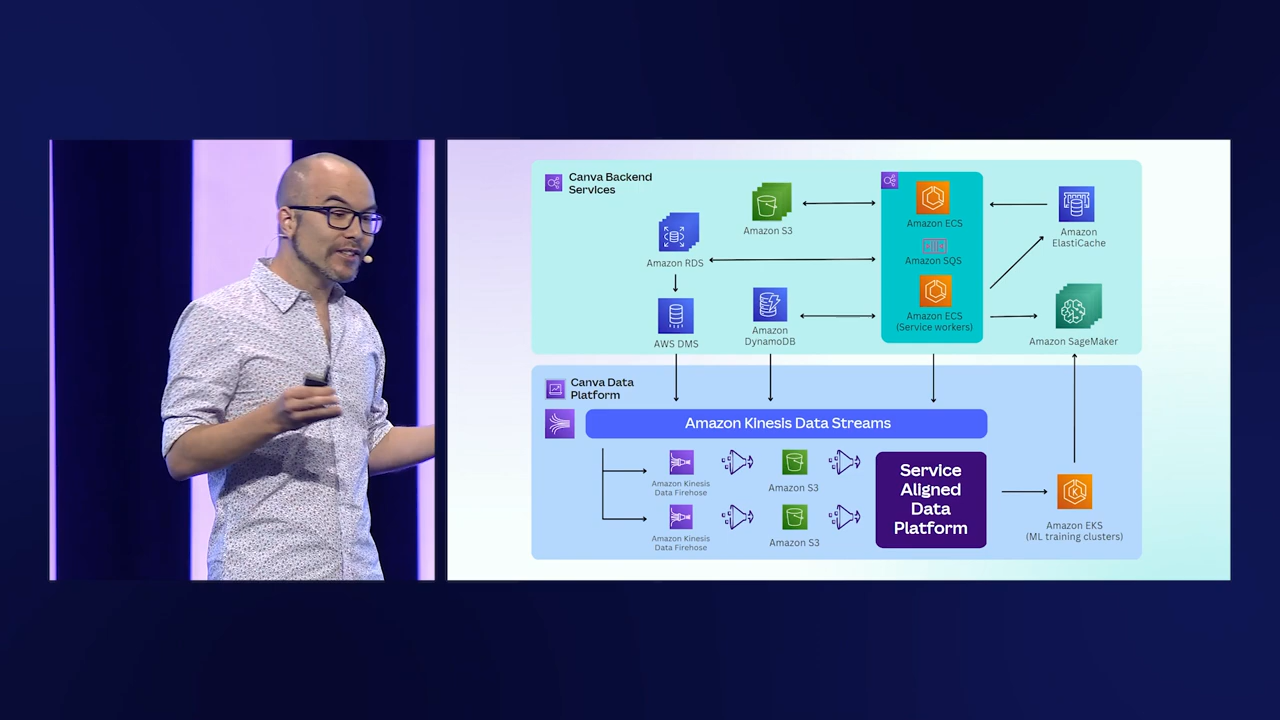 Canva Backend
Services
Amazon S3
Amazon RDS
AWS DMS
Amazon
DynamoDB
Amazon ECS
Amazon SQS
Amazon ECS
(Service workers)
Amazon
ElastiCache
Amazon SageMaker
Canva Data
Platform
Amazon Kinesis Data Streams
Amazon Kinesis
Data Firehose
Amazon S3
Amazon Kinesis
Data Firehose
Amazon S3
Service
Aligned
Data
Platform
K
Amazon EKS
(ML training clusters)